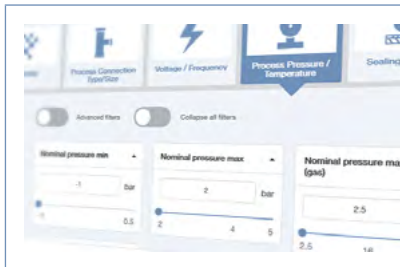 Process Connection
Type/Size
Voltage / Frequency
Process Pressure /
Temperature
Sealing
Advanced filters
Collapse all filters
Nominal pressure min
-1
bar
-1
0.5
Nominal pressure max
2
bar
2
4
5
Nominal pressure ma
(gas)
2.5
2.5
16